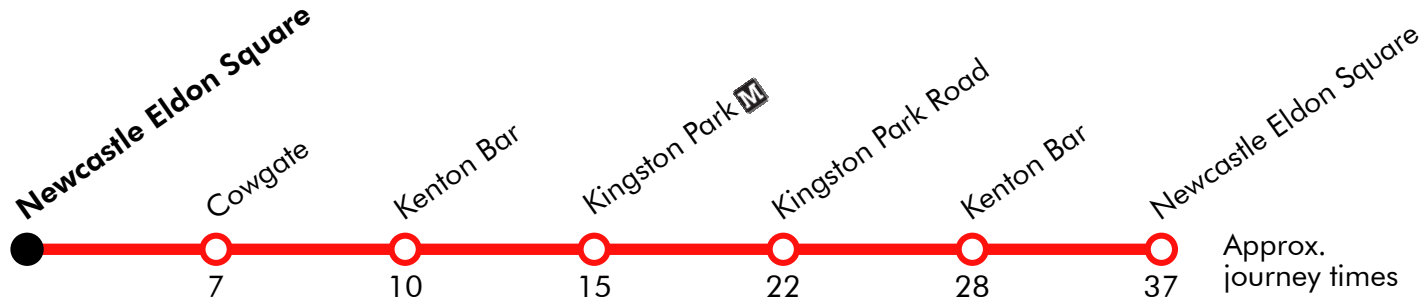 Newcastle Eldon Square
Cowgate
Kenton Bar
Kingston Park M
Kingston Park Road
Kenton Bar
Newcastle Eldon Square
7
10
15
22
28
37
Approx.
journey times